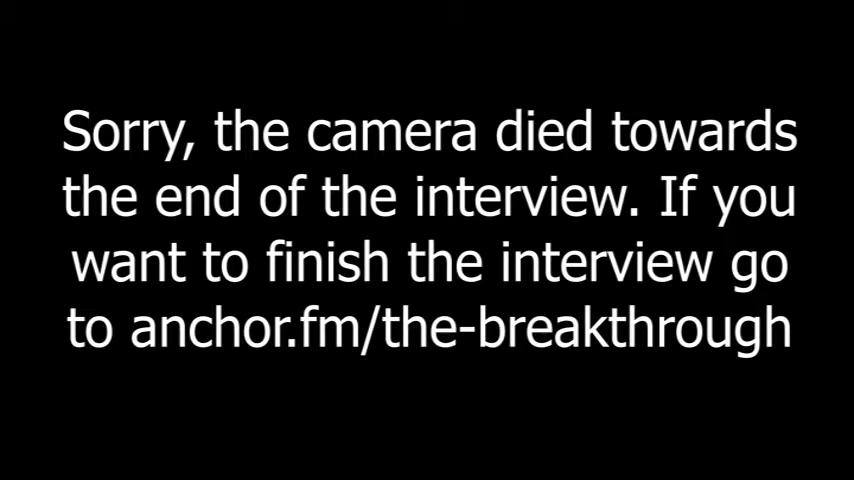 Sorry, the camera died towards
the end of the interview. If you
want to finish the interview go
to anchor.fm/the-breakthrough